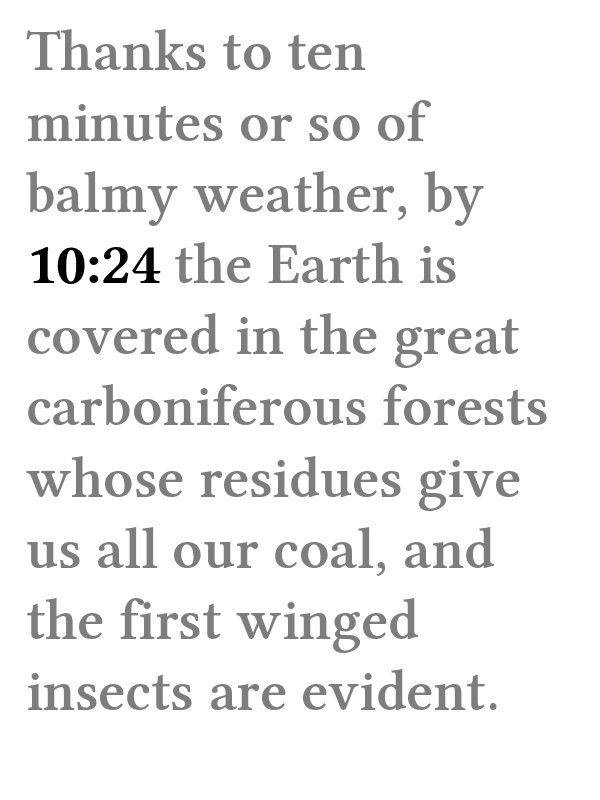 Thanks to ten
minutes or so of
balmy weather, by
10:24 the Earth is
covered in the great
carboniferous forests
whose residues give
us all our coal, and
the first winged
insects are evident.